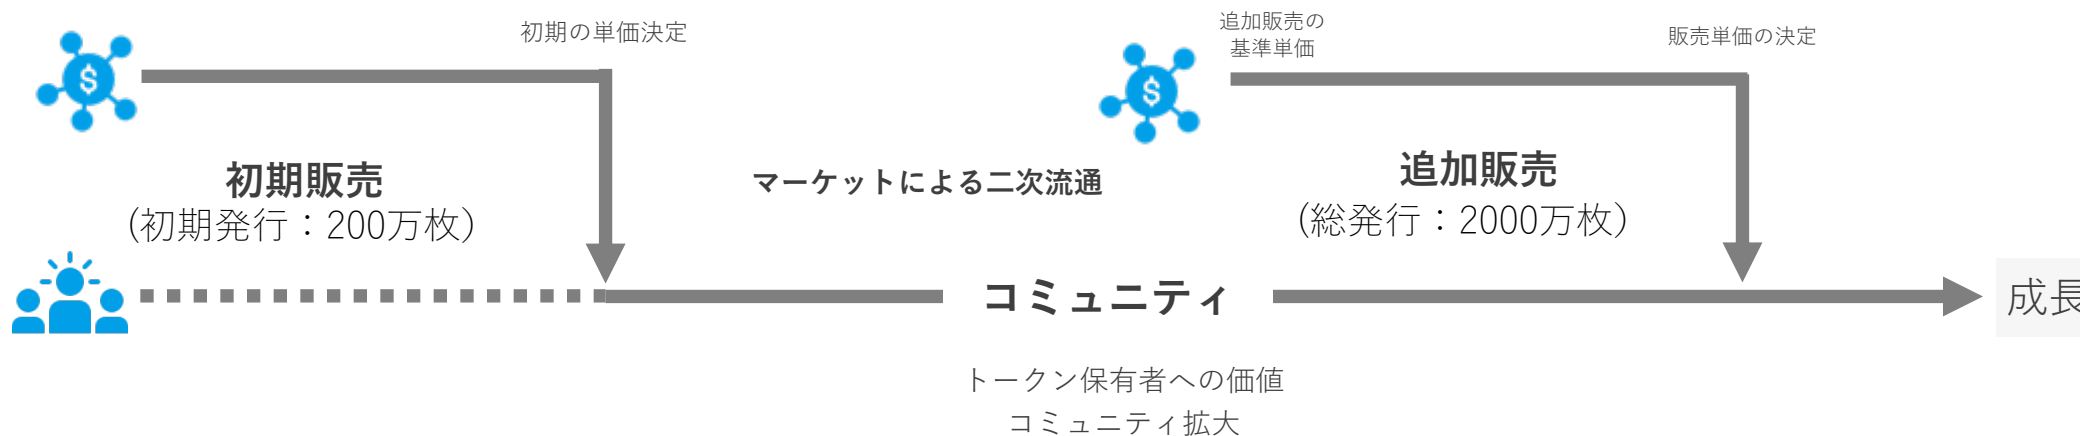 初期の単価決定
追加販売の
基準単価
販売単価の決定
$
$
初期販売
(初期発行：200万枚)
マーケットによる二次流通
追加販売
(総発行：2000万枚)
コミュニティ
成長
トークン保有者への価値
コミュニティ拡大